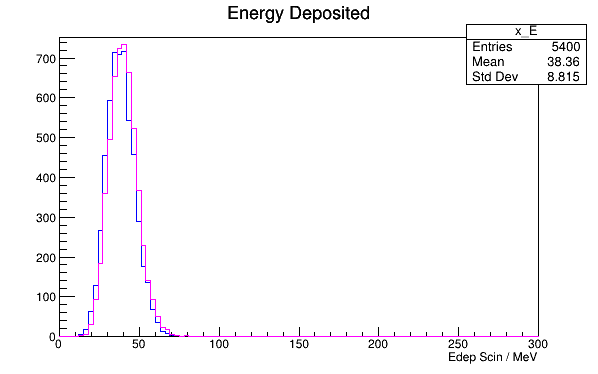 Energy Deposited
x_E
Entries 5400
Mean 38.36
Std Dev 8.815
700
600
500
400
300
200
100
0
0 50 100 150 200 250 300
Edep Scin / MeV